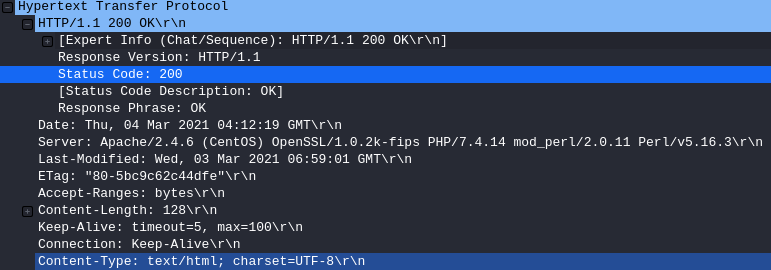 Hypertext Transfer Protocol
HTTP/1.1 200 OK\r\n
[Expert Info (Chat/Sequence): HTTP/1.1 200 OK\r\n]
Response Version: HTTP/1.1
Status Code: 200
[Status Code Description: OK]
Response Phrase: OK
Date: Thu, 04 Mar 2021 04:12:19 GMT\r\n
Server: Apache/2.4.6 (CentOS) OpenSSL/1.0.2k-fips PHP/7.4.14 mod_perl/2.0.11 Perl/v5.16.3\r\n
Last-Modified: Wed, 03 Mar 2021 06:59:01 GMT\r\n
ETag: "80-5bc9c62c44dfe"\r\n
Accept-Ranges: bytes\r\n
Content-Length: 128\r\n
Keep-Alive: timeout=5, max=100\r\n
Connection: Keep-Alive\r\n
Content-Type: text/html; charset=UTF-8\r\n